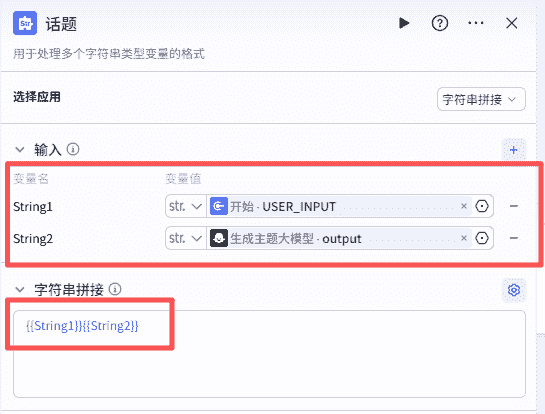 Str 话题
用于处理多个字符串类型变量的格式
选择应用 字符串拼接
输入
变量名 变量值
String1 str. 开始 · USER_INPUT
String2 str. 生成主题大模型 · output
字符串拼接
{{String1}}{{String2}}